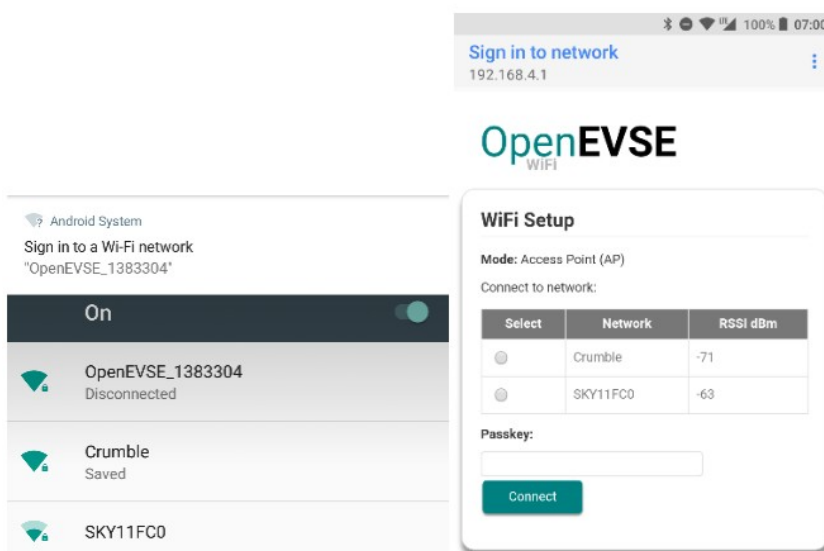 Android System
Sign in to a Wi-Fi network
"OpenEVSE_1383304"
On
OpenEVSE_1383304
Disconnected
Crumble
Saved
SKY11FC0
100% 07:00
Sign in to network
192.168.4.1
OpenEVSE
WiFi
WiFi Setup
Mode: Access Point (AP)
Connect to network:
Select Network RSSI dBm
Crumble -71
SKY11FC0 -63
Passkey:
Connect